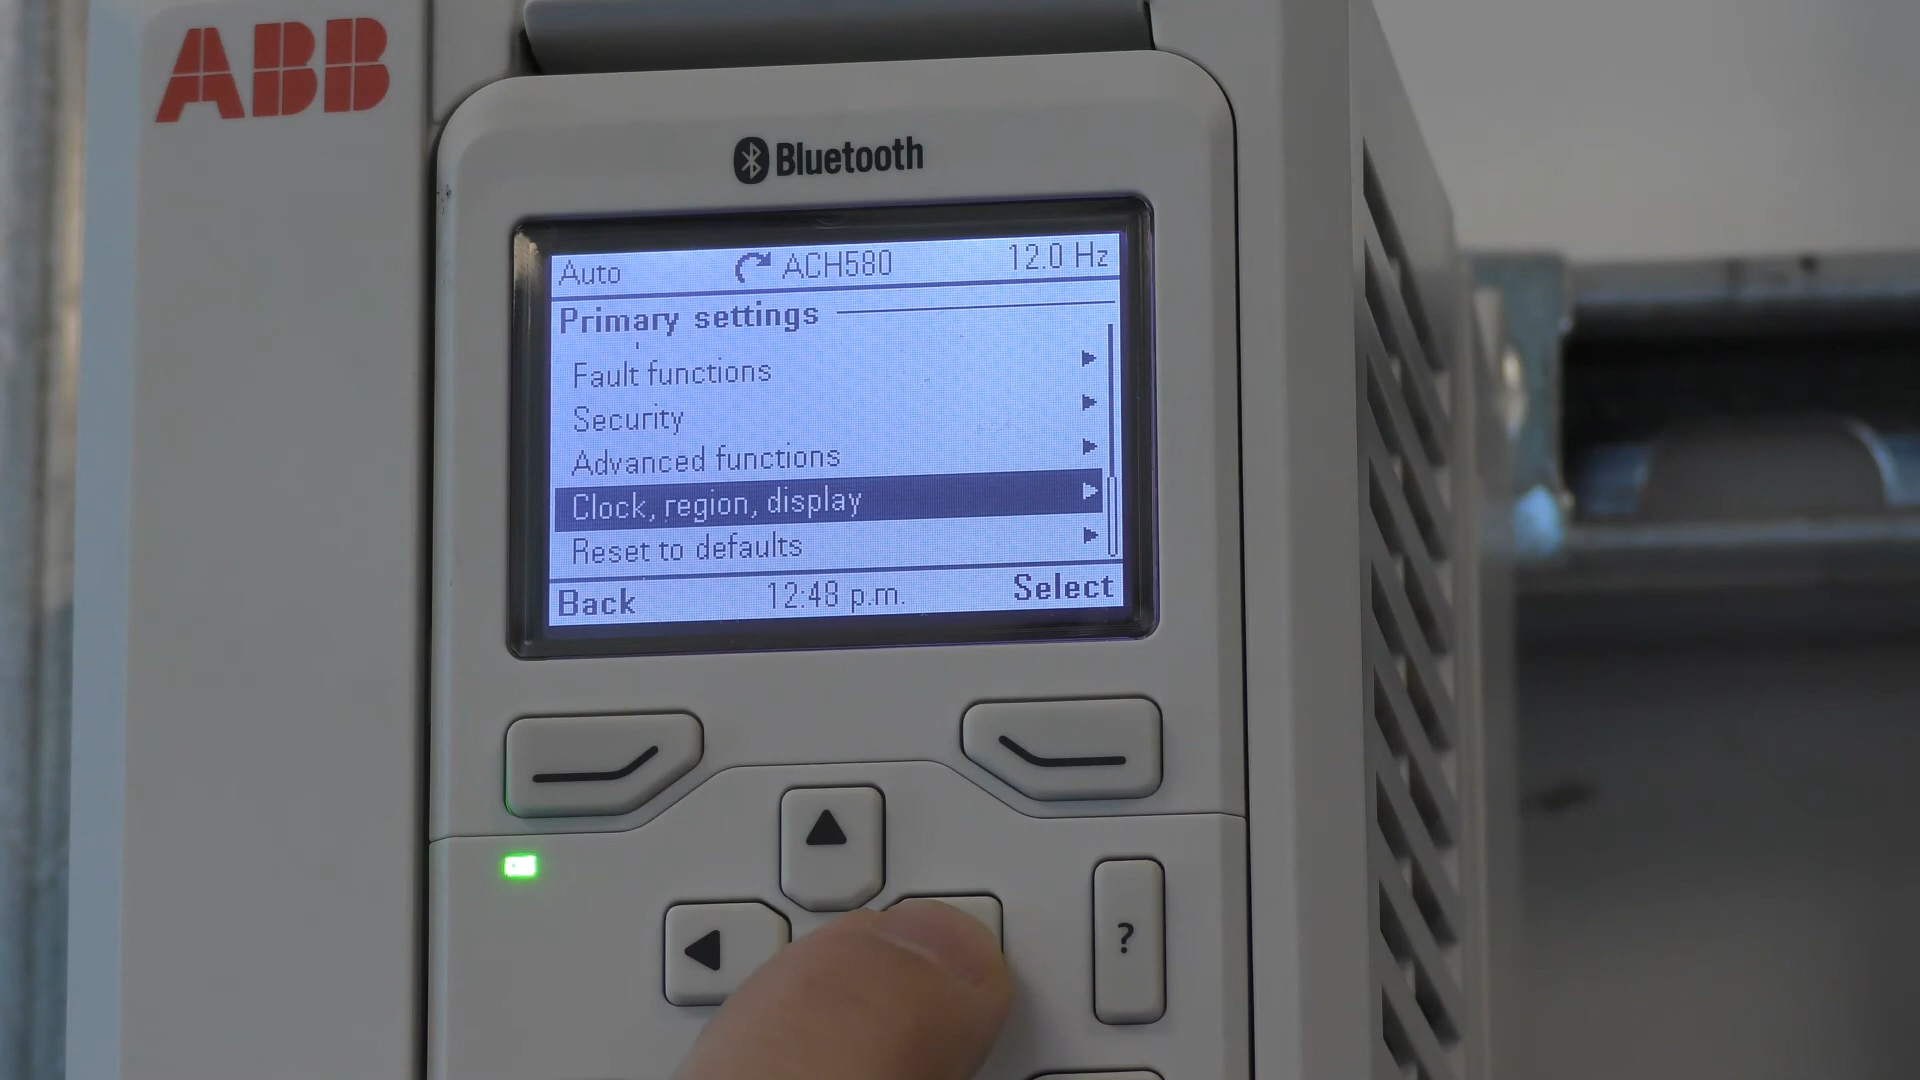 ABB
Bluetooth
Auto ACH580 12.0 Hz
Primary settings
Fault functions
Security
Advanced functions
Clock, region, display
Reset to defaults
Back 12:48 p.m. Select
?